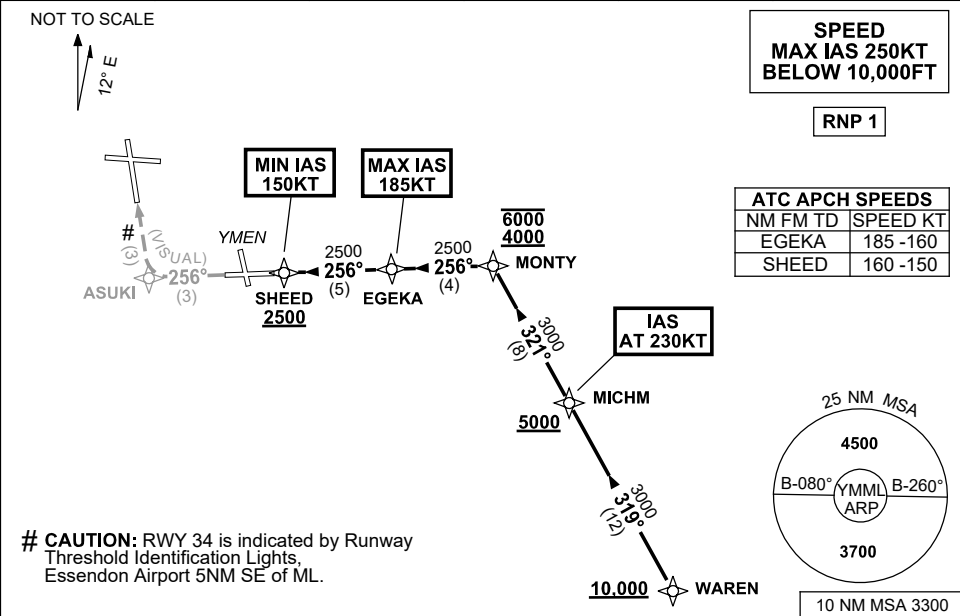 NOT TO SCALE
12° E
SPEED
MAX IAS 250KT
BELOW 10,000FT
RNP 1
MIN IAS
150KT
MAX IAS
185KT
ATC APCH SPEEDS
NM FM TD SPEED KT
EGEKA 185 -160
SHEED 160 -150
6000
4000
MONTY
2500
256°
(4)
EGEKA
2500
256°
(5)
SHEED
2500
YMEN
(VISUAL)
256°
(3)
ASUKI
#
(3)
IAS
AT 230KT
3000
321°
(8)
MICHM
5000
3000
319°
(12)
10,000
WAREN
25 NM MSA
4500
B-080°
YMML
ARP
B-260°
3700
10 NM MSA 3300
# CAUTION: RWY 34 is indicated by Runway
Threshold Identification Lights,
Essendon Airport 5NM SE of ML.